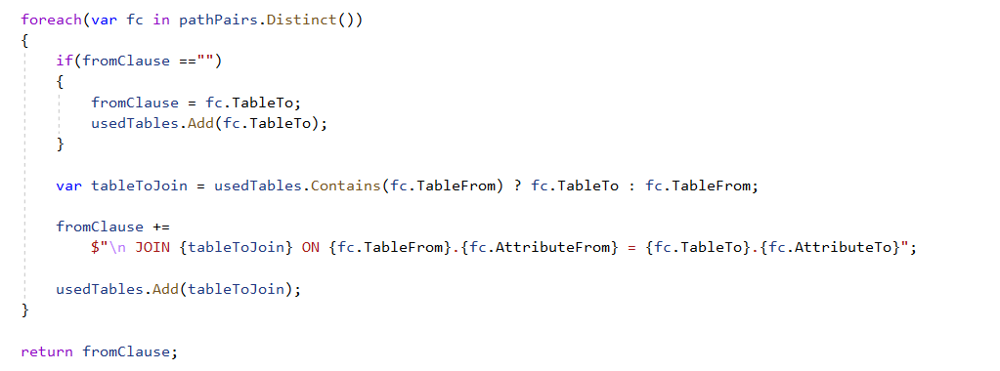 foreach(var fc in pathPairs.Distinct())
{
    if(fromClause =="")
    {
        fromClause = fc.TableTo;
        usedTables.Add(fc.TableTo);
    }

    var tableToJoin = usedTables.Contains(fc.TableFrom) ? fc.TableTo : fc.TableFrom;

    fromClause +=
        $"\n JOIN {tableToJoin} ON {fc.TableFrom}.{fc.AttributeFrom} = {fc.TableTo}.{fc.AttributeTo}";

    usedTables.Add(tableToJoin);
}

return fromClause;